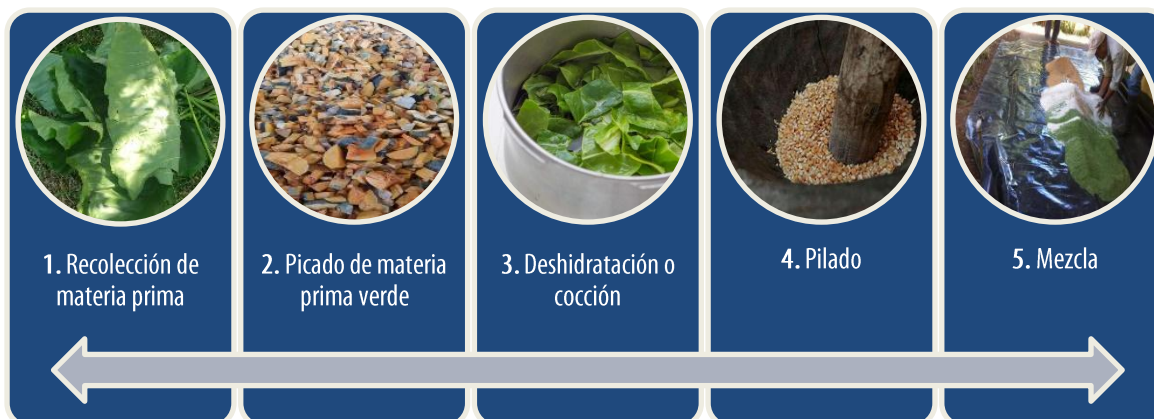 1. Recolección de
materia prima
2. Picado de materia
prima verde
3. Deshidratación o
cocción
4. Pilado
5. Mezcla